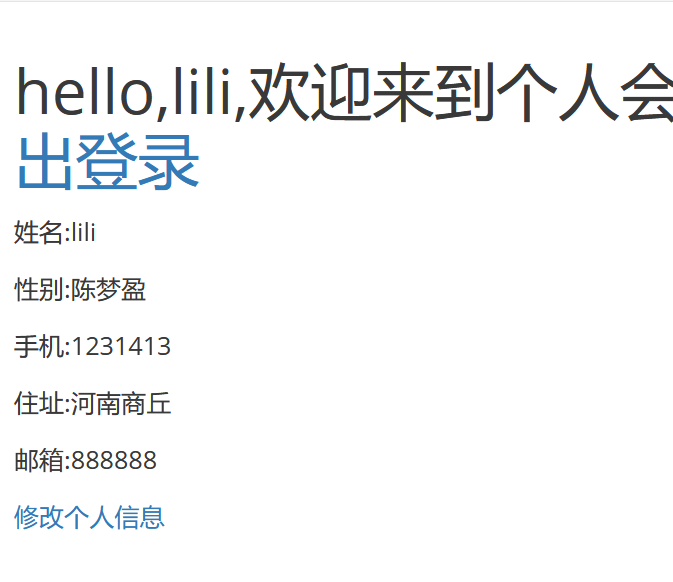 hello,lili,欢迎来到个人会
出登录
姓名:lili
性别:陈梦盈
手机:1231413
住址:河南商丘
邮箱:888888
修改个人信息